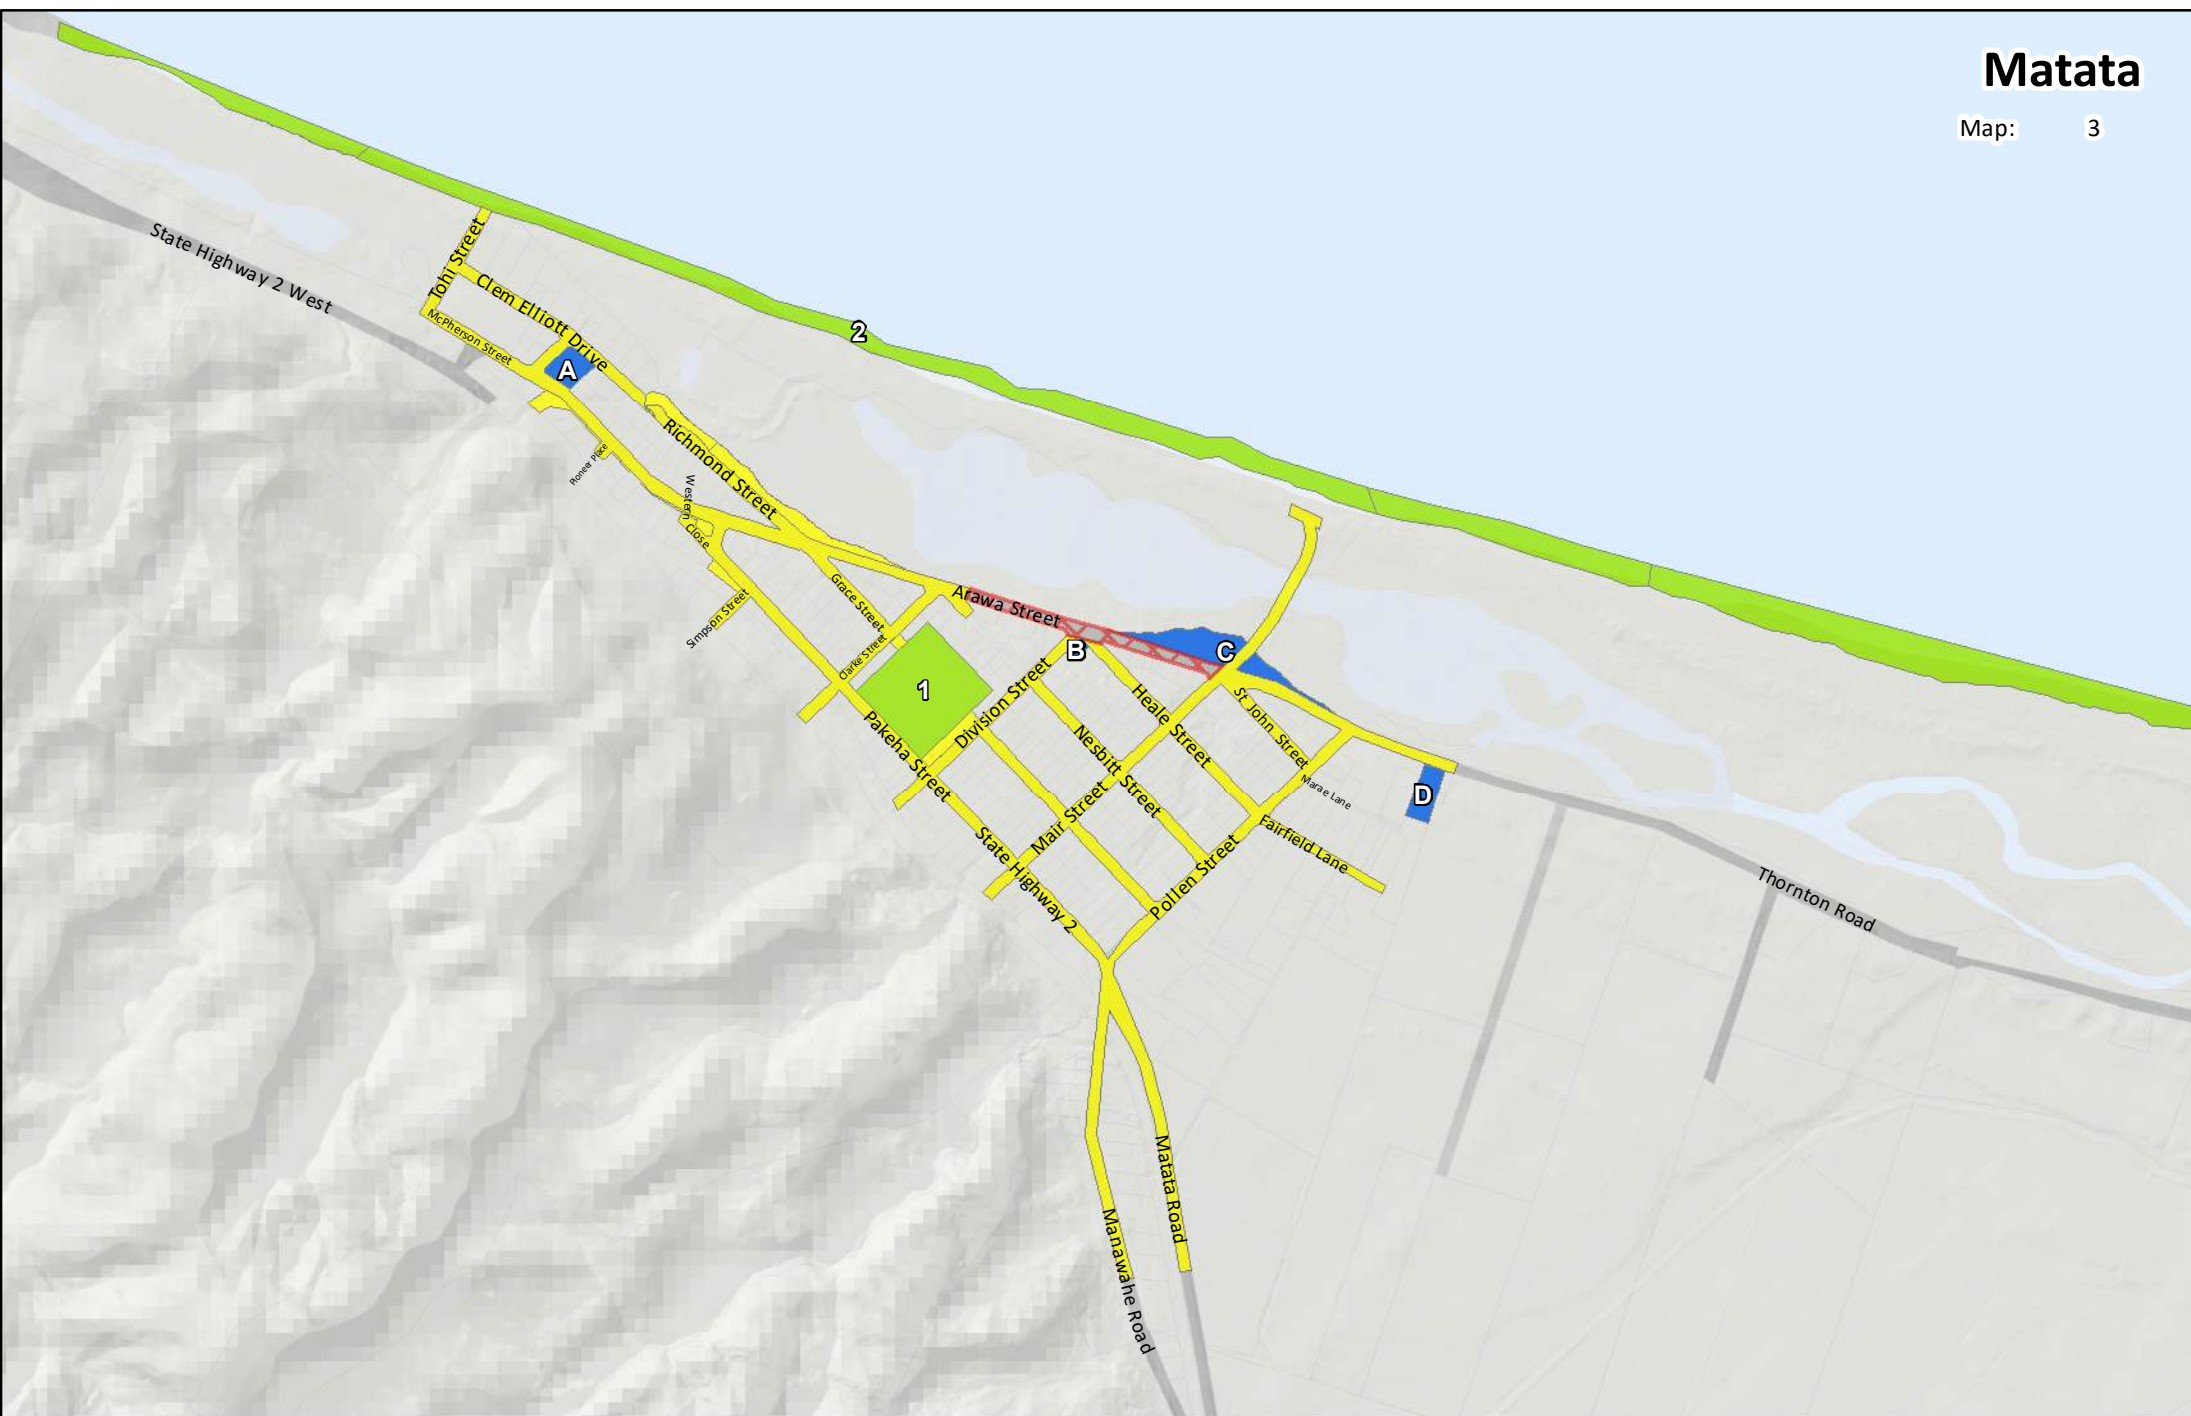 Matata
Map: 3
State Highway 2 West
Tohi Street
Clem Elliott Drive
McPherson Street
A
2
Pioneer Place
Richmond Street
Western Close
Simpson Street
Grace Street
Clarke Street
Arawa Street
1
B
C
D
Division Street
Pakeha Street
Heale Street
St John Street
Nesbitt Street
Marae Lane
Mair Street
Fairfield Lane
State Highway 2
Pollen Street
Thornton Road
Matata Road
Manawahe Road